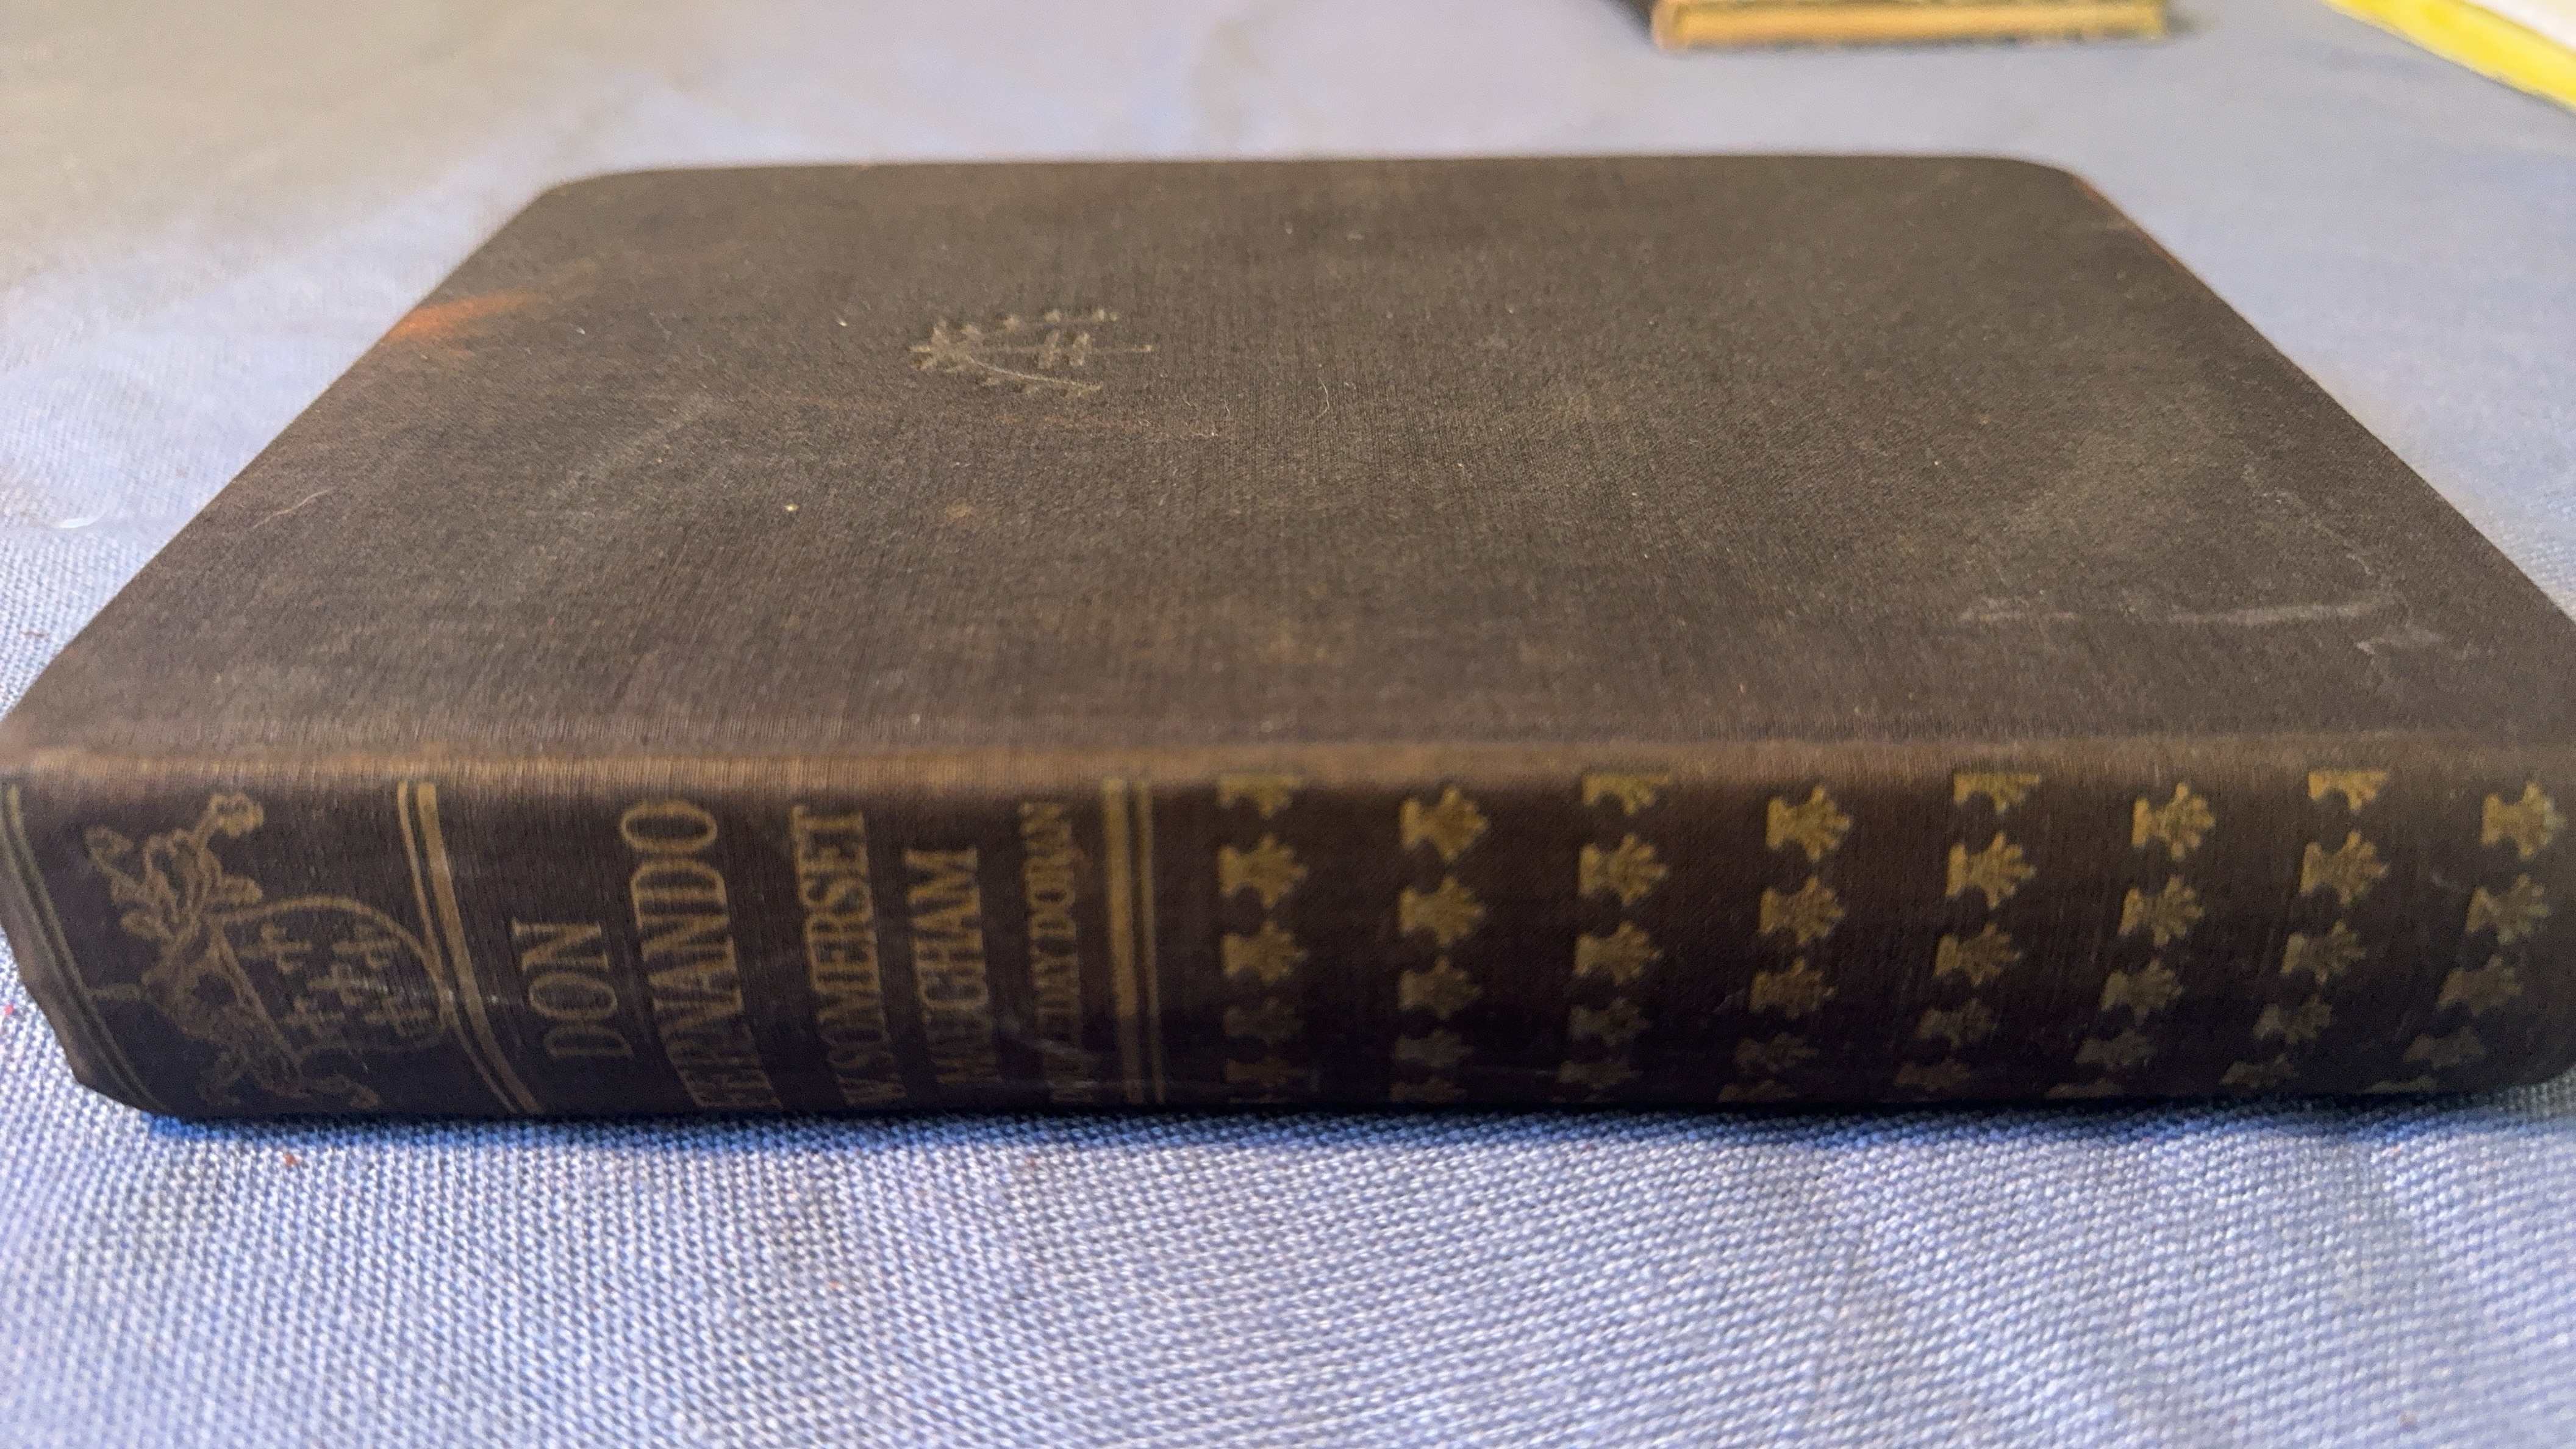 DON
FERNANDO
W. SOMERSET
MAUGHAM
DOUBLEDAY DORAN